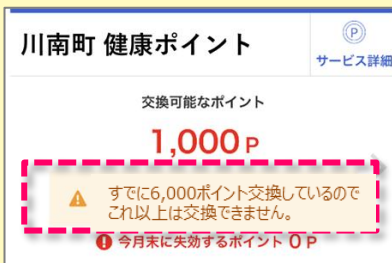 川南町 健康ポイント
P
サービス詳細
交換可能なポイント
1,000 P
すでに6,000ポイント交換しているので
これ以上は交換できません。
今月末に失効するポイント 0 P